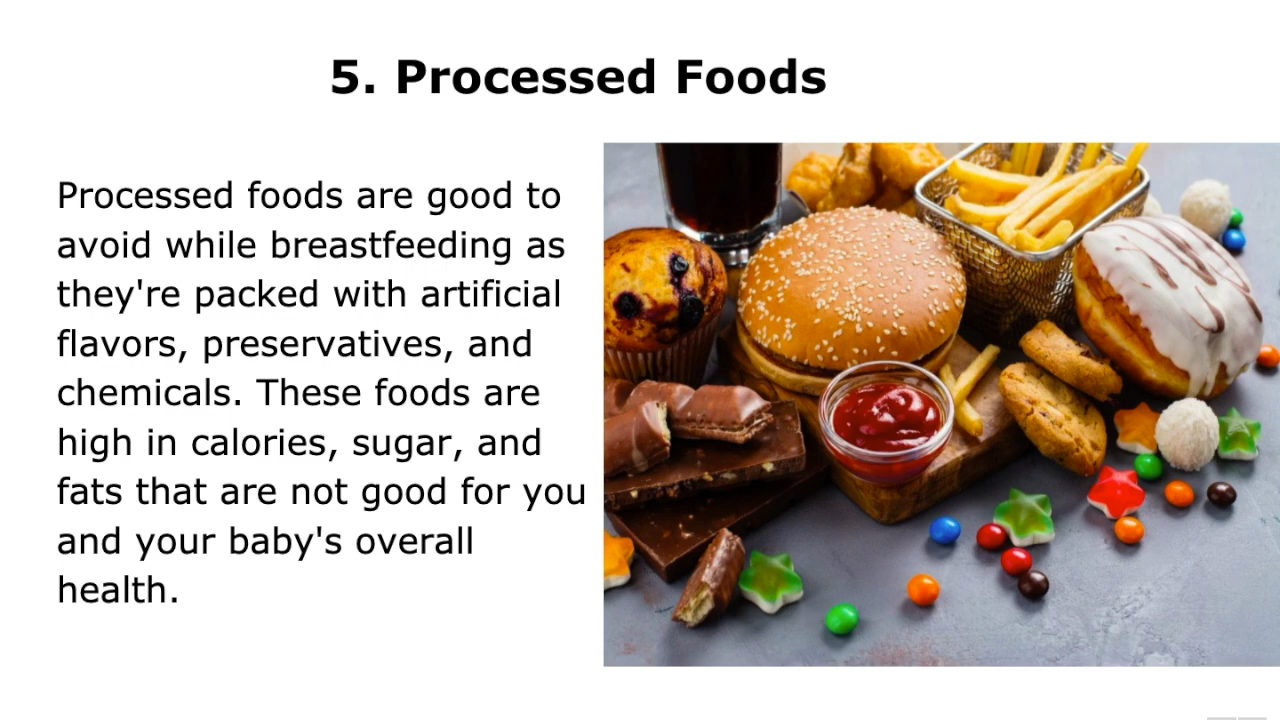 5. Processed Foods
Processed foods are good to
avoid while breastfeeding as
they're packed with artificial
flavors, preservatives, and
chemicals. These foods are
high in calories, sugar, and
fats that are not good for you
and your baby's overall
health.